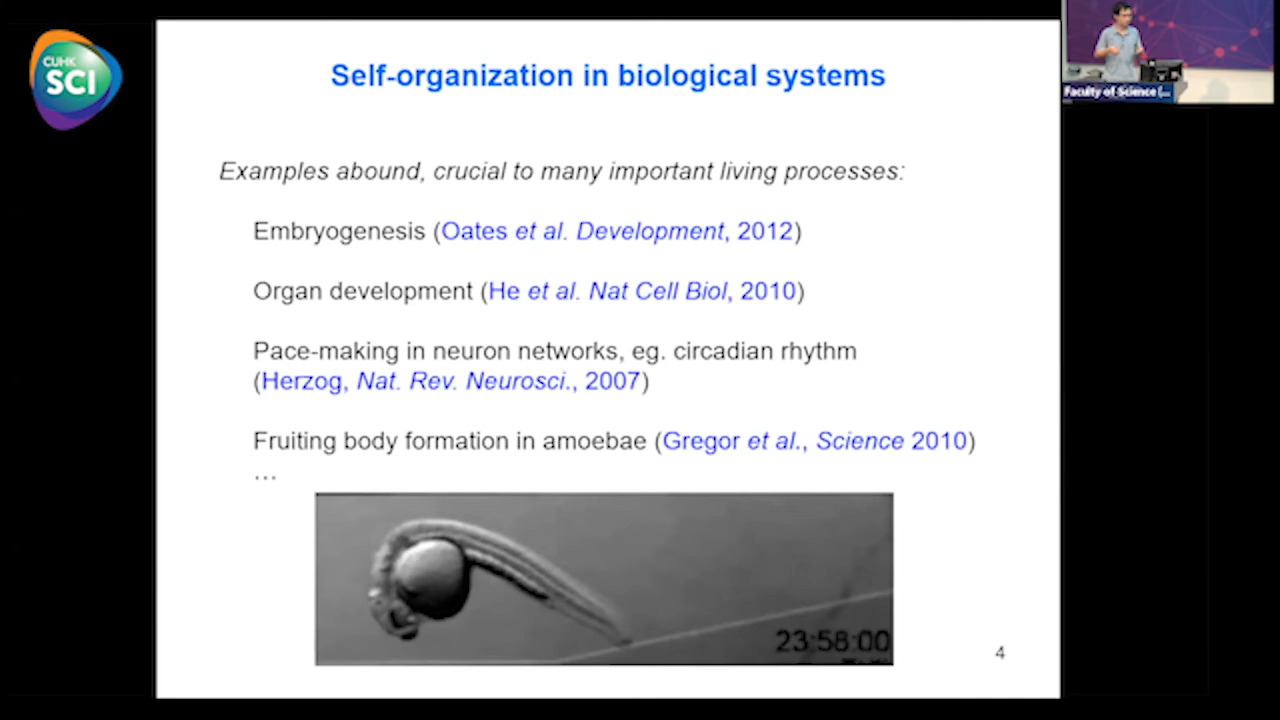 CUHK
SCI
Faculty of Science (...
Self-organization in biological systems
Examples abound, crucial to many important living processes:
Embryogenesis (Oates et al. Development, 2012)
Organ development (He et al. Nat Cell Biol, 2010)
Pace-making in neuron networks, eg. circadian rhythm
(Herzog, Nat. Rev. Neurosci., 2007)
Fruiting body formation in amoebae (Gregor et al., Science 2010)
…
23:58:00
4